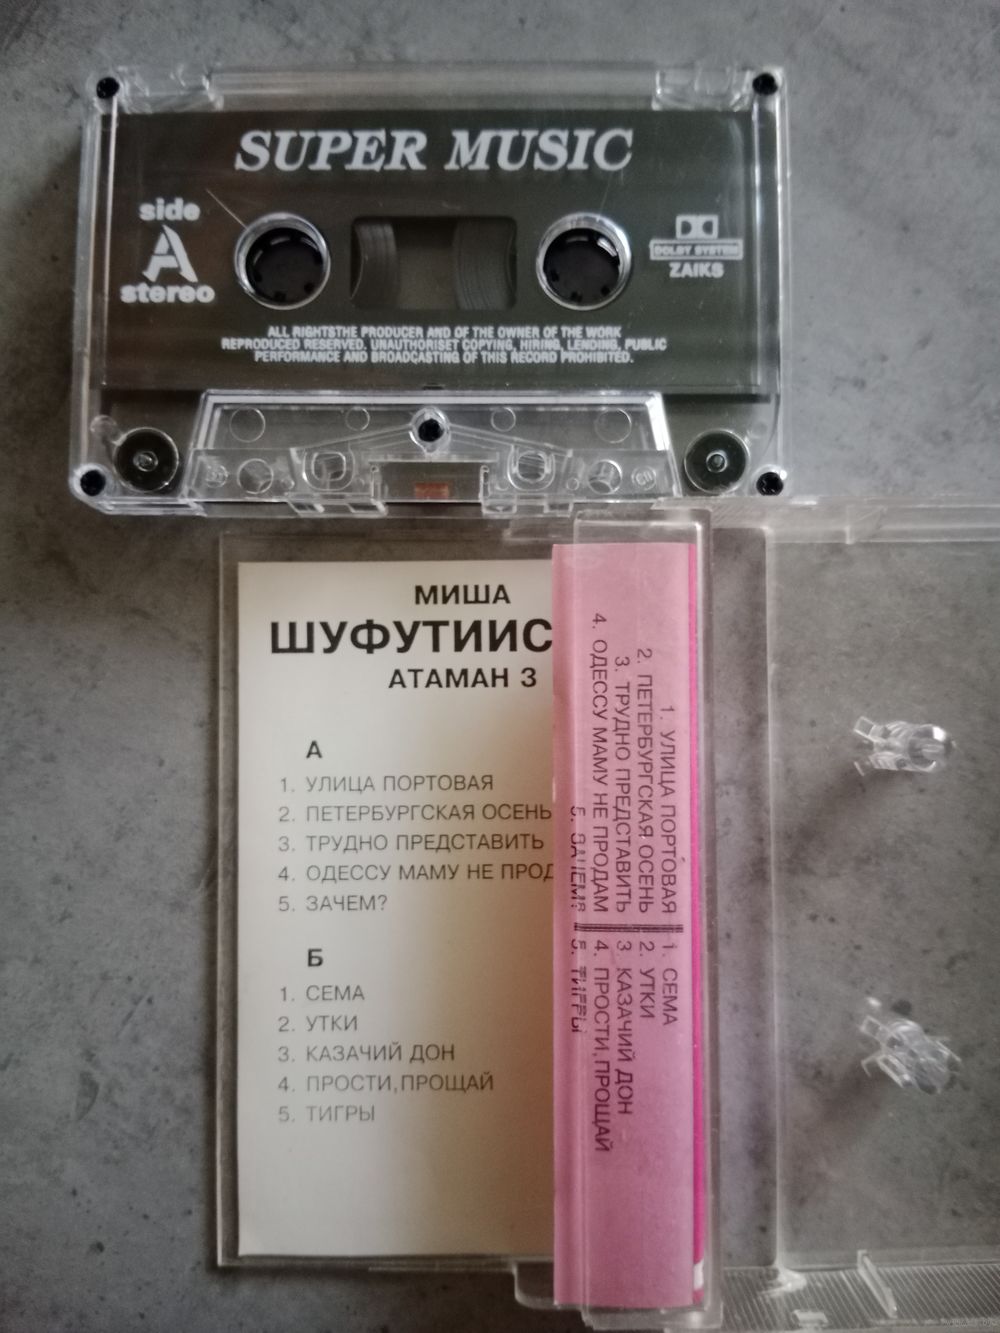 SUPER MUSIC
side
A
stereo
DOLBY SYSTEM
ZAIKS
ALL RIGHTSTHE PRODUCER AND OF THE OWNER OF THE WORK
REPRODUCED RESERVED. UNAUTHORISET COPYING, HIRING, LENDING, PUBLIC
PERFORMANCE AND BROADCASTING OF THIS RECORD PROHIBITED.
МИША
ШУФУТИИС
АТАМАН 3
А
1. УЛИЦА ПОРТОВАЯ
2. ПЕТЕРБУРГСКАЯ ОСЕНЬ
3. ТРУДНО ПРЕДСТАВИТЬ
4. ОДЕССУ МАМУ НЕ ПРОД
5. ЗАЧЕМ?
Б
1. СЕМА
2. УТКИ
3. КАЗАЧИЙ ДОН
4. ПРОСТИ,ПРОЩАЙ
5. ТИГРЫ
1. УЛИЦА ПОРТОВАЯ
2. ПЕТЕРБУРГСКАЯ ОСЕНЬ
3. ТРУДНО ПРЕДСТАВИТЬ
4. ОДЕССУ МАМУ НЕ ПРОДАМ
5. ЗАЧЕМ?
1. СЕМА
2. УТКИ
3 КАЗАЧИЙ ДОН
4. ПРОСТИ,ПРОЩАЙ
5. ТИГРЫ